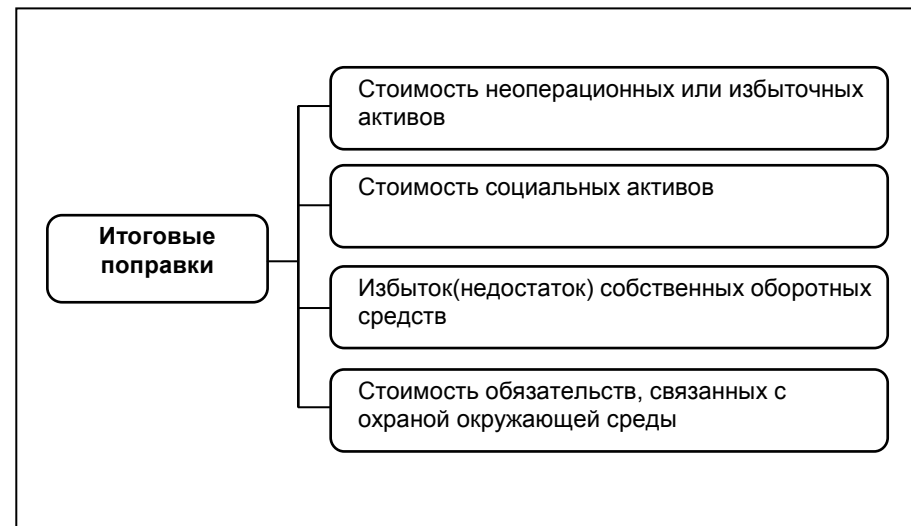 Итоговые
поправки
Стоимость неоперационных или избыточных
активов
Стоимость социальных активов
Избыток(недостаток) собственных оборотных
средств
Стоимость обязательств, связанных с
охраной окружающей среды